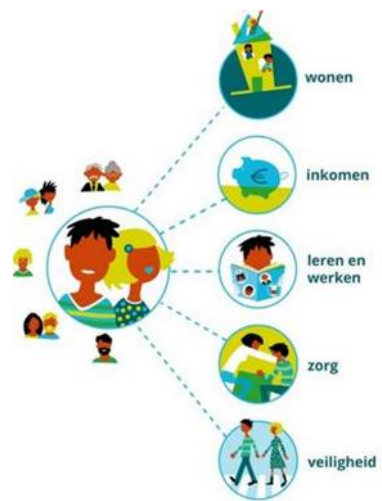 wonen
€
inkomen
leren en
werken
zorg
veiligheid